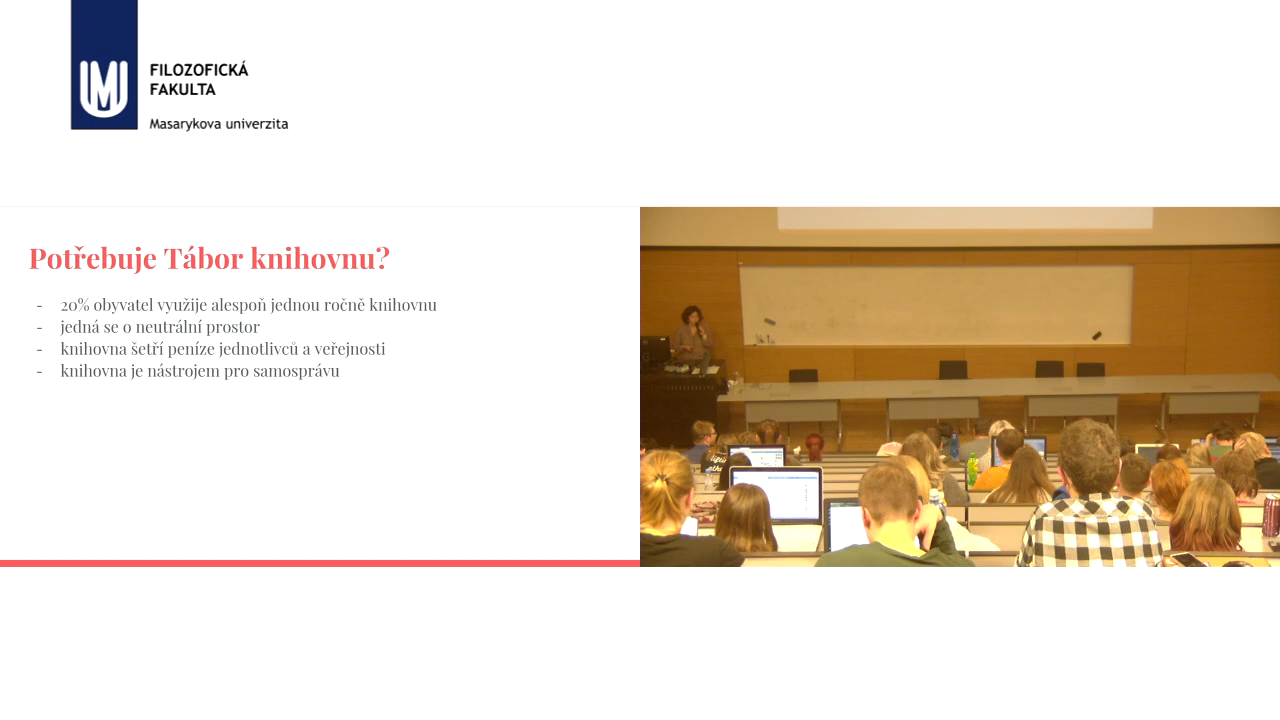 FILOZOFICKÁ
FAKULTA
Masarykova univerzita
Potřebuje Tábor knihovnu?
- 20% obyvatel využije alespoň jednou ročně knihovnu
- jedná se o neutrální prostor
- knihovna šetří peníze jednotlivců a veřejnosti
- knihovna je nástrojem pro samosprávu